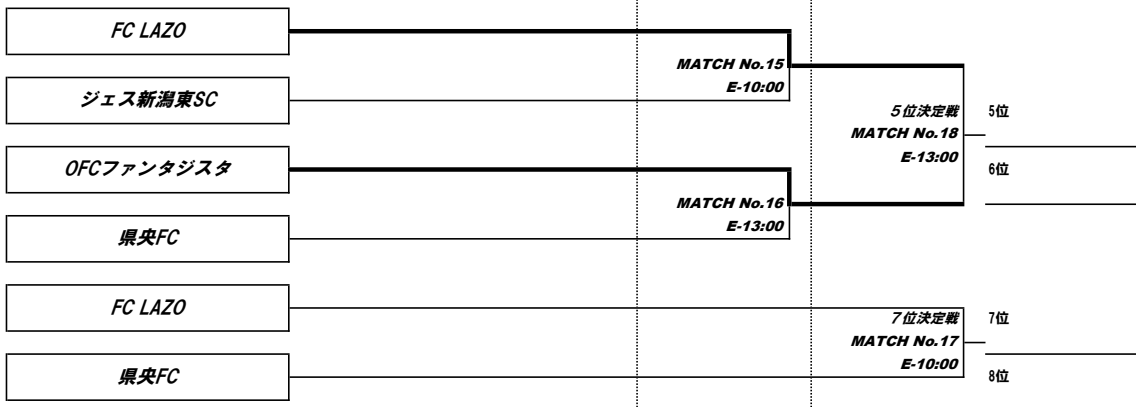 FC LAZO
MATCH No.15
E-10:00
ジェス新潟東SC
５位決定戦
5位
MATCH No.18
E-13:00
6位
OFCファンタジスタ
MATCH No.16
E-13:00
県央FC
FC LAZO
７位決定戦
7位
MATCH No.17
E-10:00
8位
県央FC